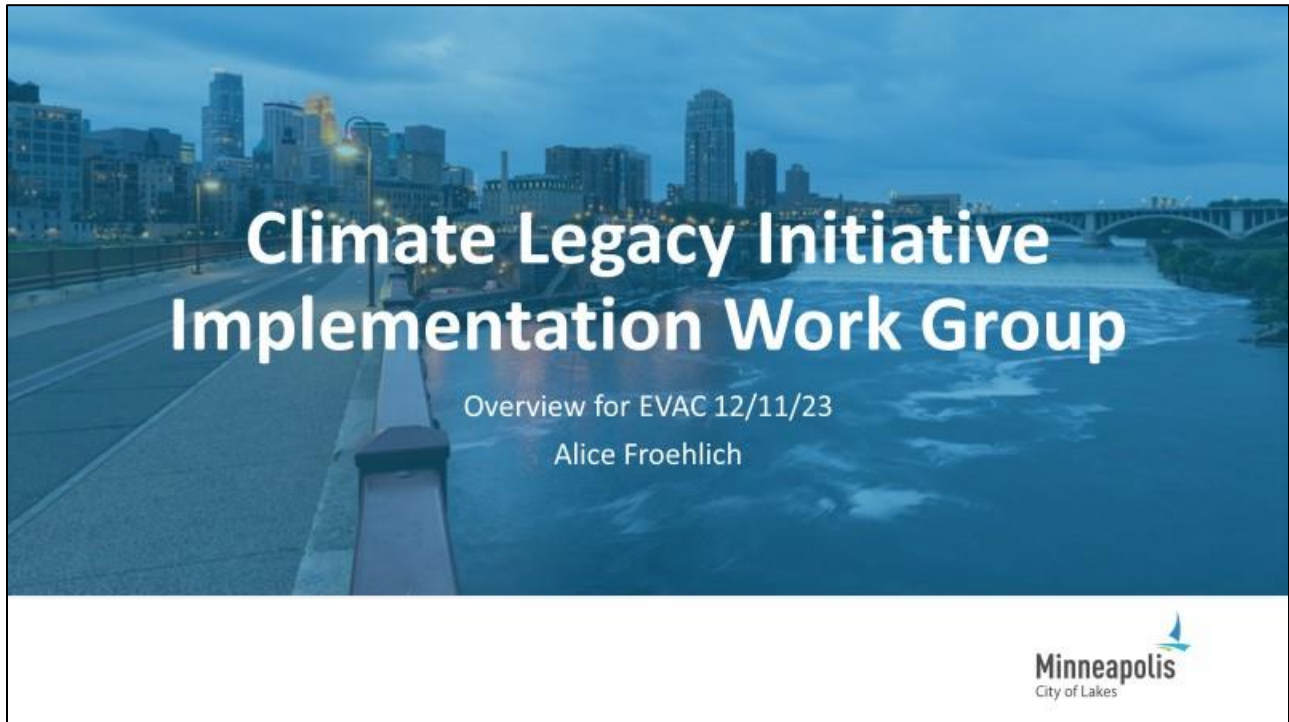 Climate Legacy Initiative
Implementation Work Group
Overview for EVAC 12/11/23
Alice Froehlich
Minneapolis
City of Lakes